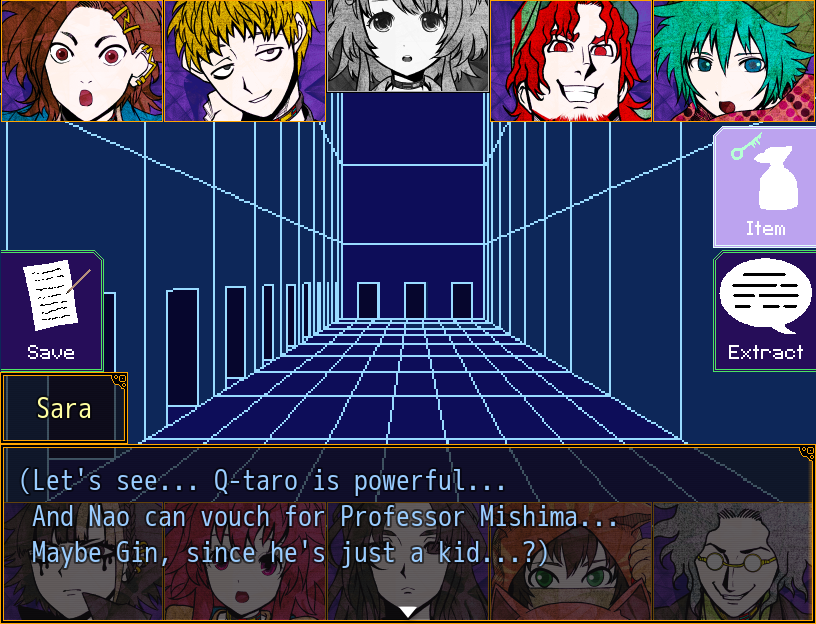 Item
Save
Extract
Sara
(Let's see... Q-taro is powerful...
And Nao can vouch for Professor Mishima...
Maybe Gin, since he's just a kid...?)